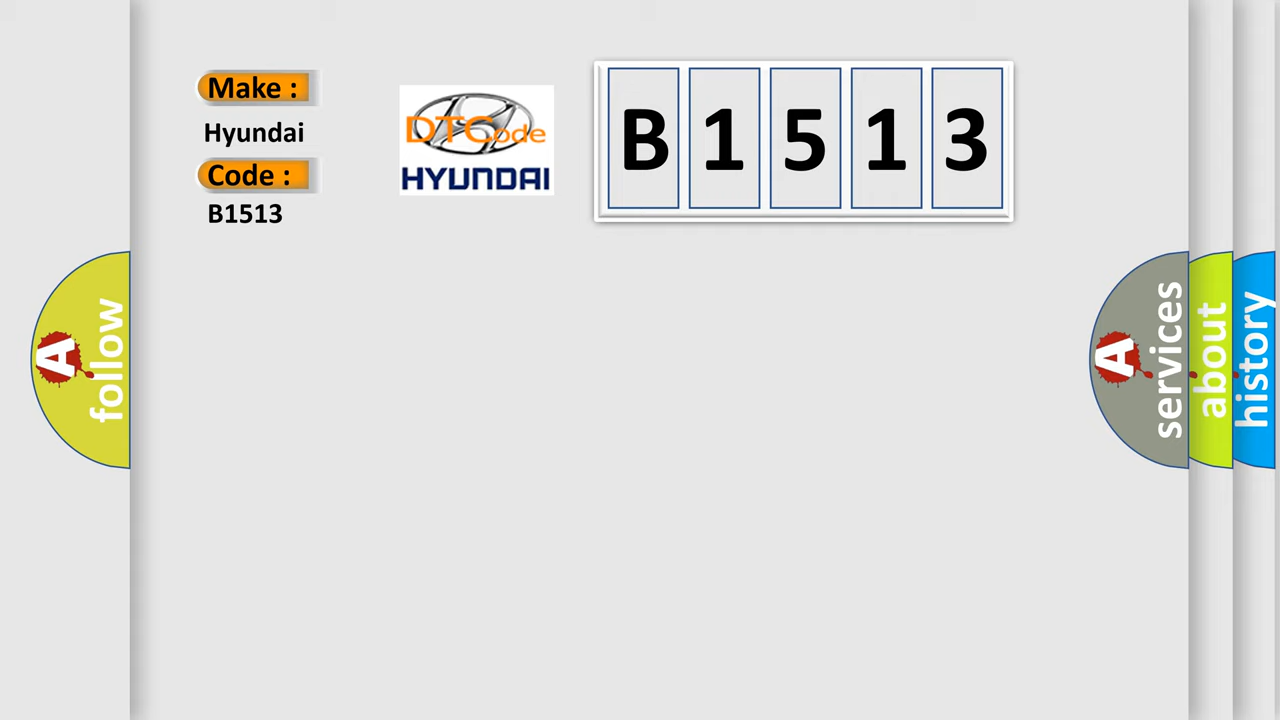 Make :
Hyundai
Code :
B1513
DTCode
HYUNDAI
B 1 5 1 3
A follow
A services
about
history